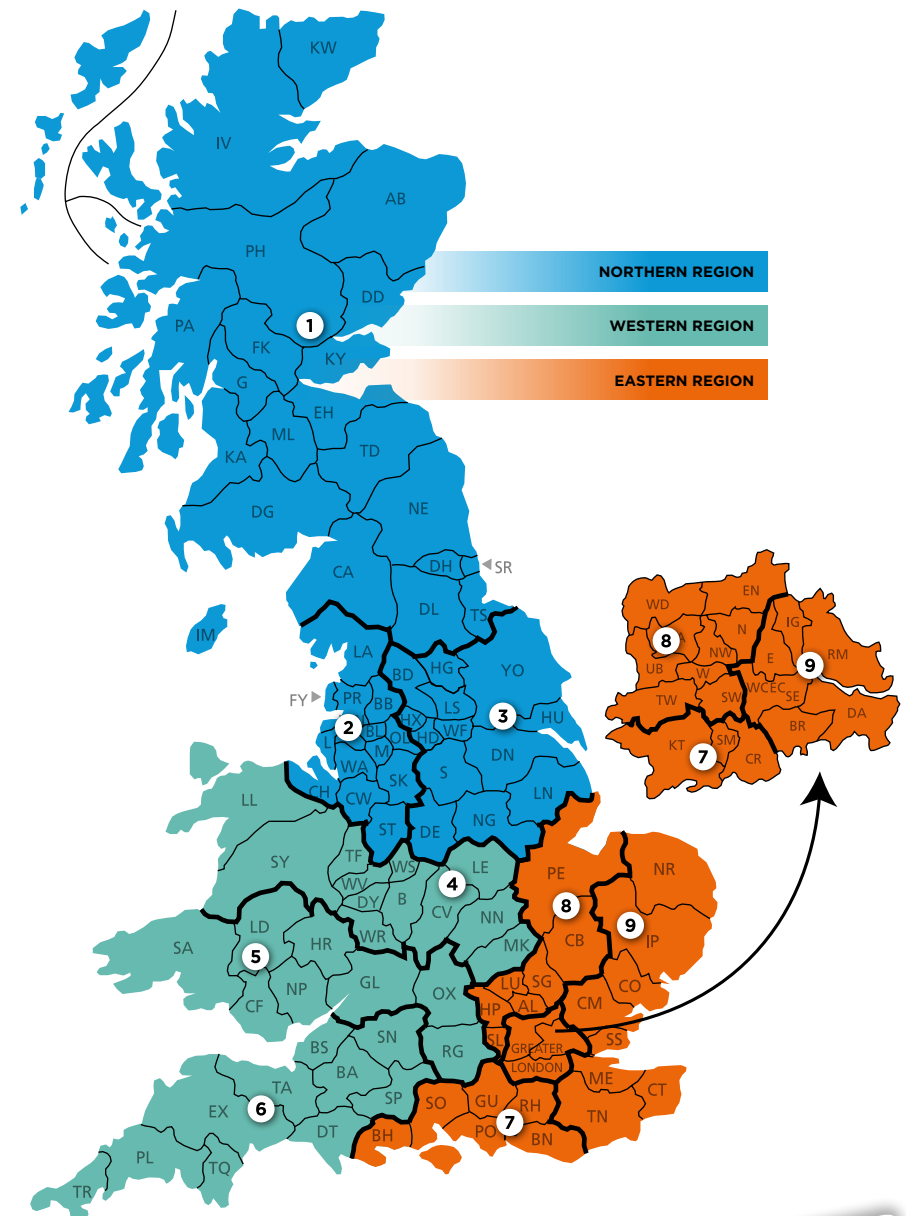 KW
IV
AB
PH
NORTHERN REGION
DD
PA
1
WESTERN REGION
FK
KY
EASTERN REGION
G
EH
ML
TD
KA
DG
NE
CA
DH
SR
DL
TS
IM
LA
BD
HG
YO
FY
PR
BB
LS
HX
3
HU
2
BL
OL
HD
WF
L
M
DN
WA
SK
S
CH
CW
LN
ST
DE
NG
WD
EN
8
N
IG
UB
NW
E
9
RM
W
TW
SW
WC
EC
SE
DA
BR
KT
SM
7
CR
LL
SY
TF
WS
LE
WV
4
DY
B
CV
NN
WR
MK
PE
NR
8
9
CB
IP
SA
LD
HR
5
NP
CF
GL
OX
LU
SG
CO
HP
AL
CM
SL
GREATER
LONDON
SS
BS
SN
RG
BA
TA
SP
ME
CT
EX
6
DT
SO
GU
RH
TN
BH
PO
7
BN
PL
TQ
TR